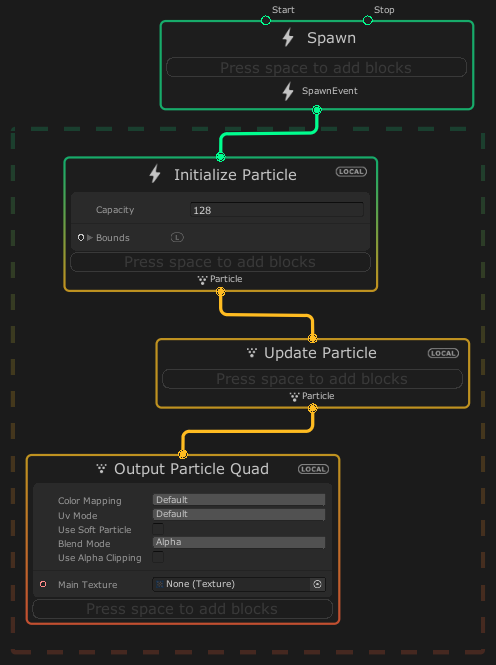 Start Stop
Spawn
Press space to add blocks
SpawnEvent
Initialize Particle LOCAL
Capacity 128
Bounds L
Press space to add blocks
Particle
Update Particle LOCAL
Press space to add blocks
Particle
Output Particle Quad LOCAL
Color Mapping Default
Uv Mode Default
Use Soft Particle
Blend Mode Alpha
Use Alpha Clipping
Main Texture None (Texture)
Press space to add blocks